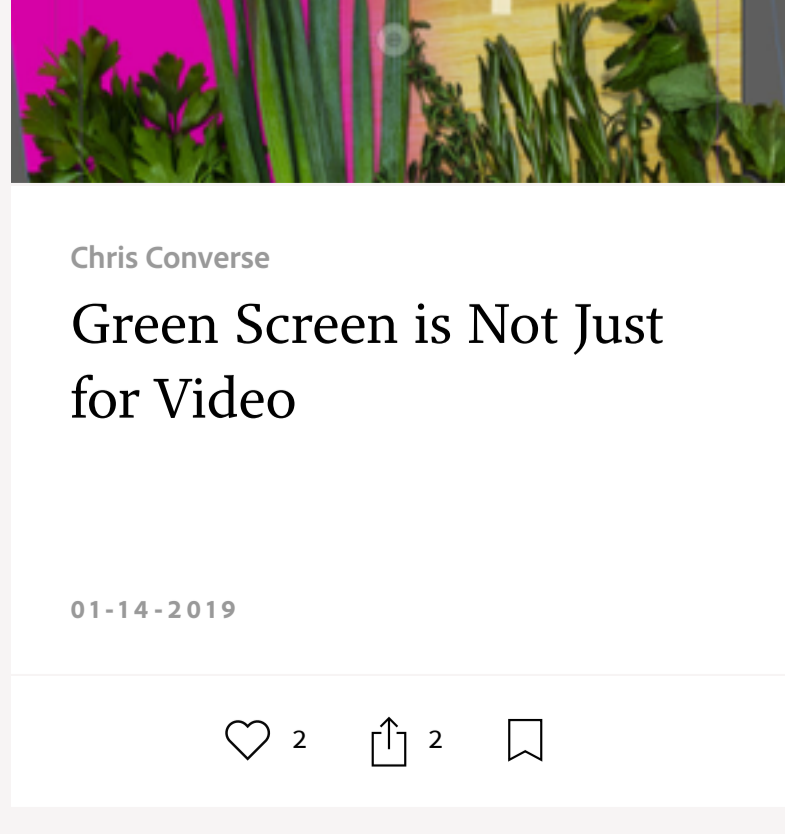 Chris Converse
Green Screen is Not Just
for Video
01-14-2019
2 2